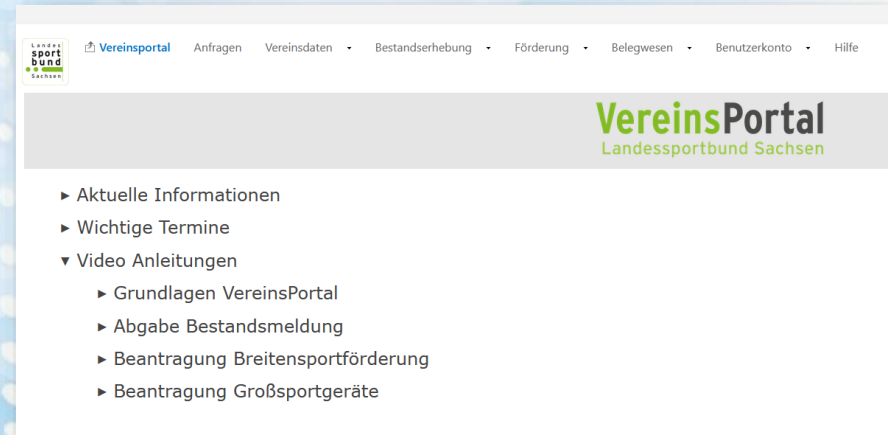 Landes
sport
bund
Sachsen
Vereinsportal Anfragen Vereinsdaten Bestandserhebung Förderung Belegwesen Benutzerkonto Hilfe
VereinsPortal
Landessportbund Sachsen
Aktuelle Informationen
Wichtige Termine
Video Anleitungen
Grundlagen VereinsPortal
Abgabe Bestandsmeldung
Beantragung Breitensportförderung
Beantragung Großsportgeräte